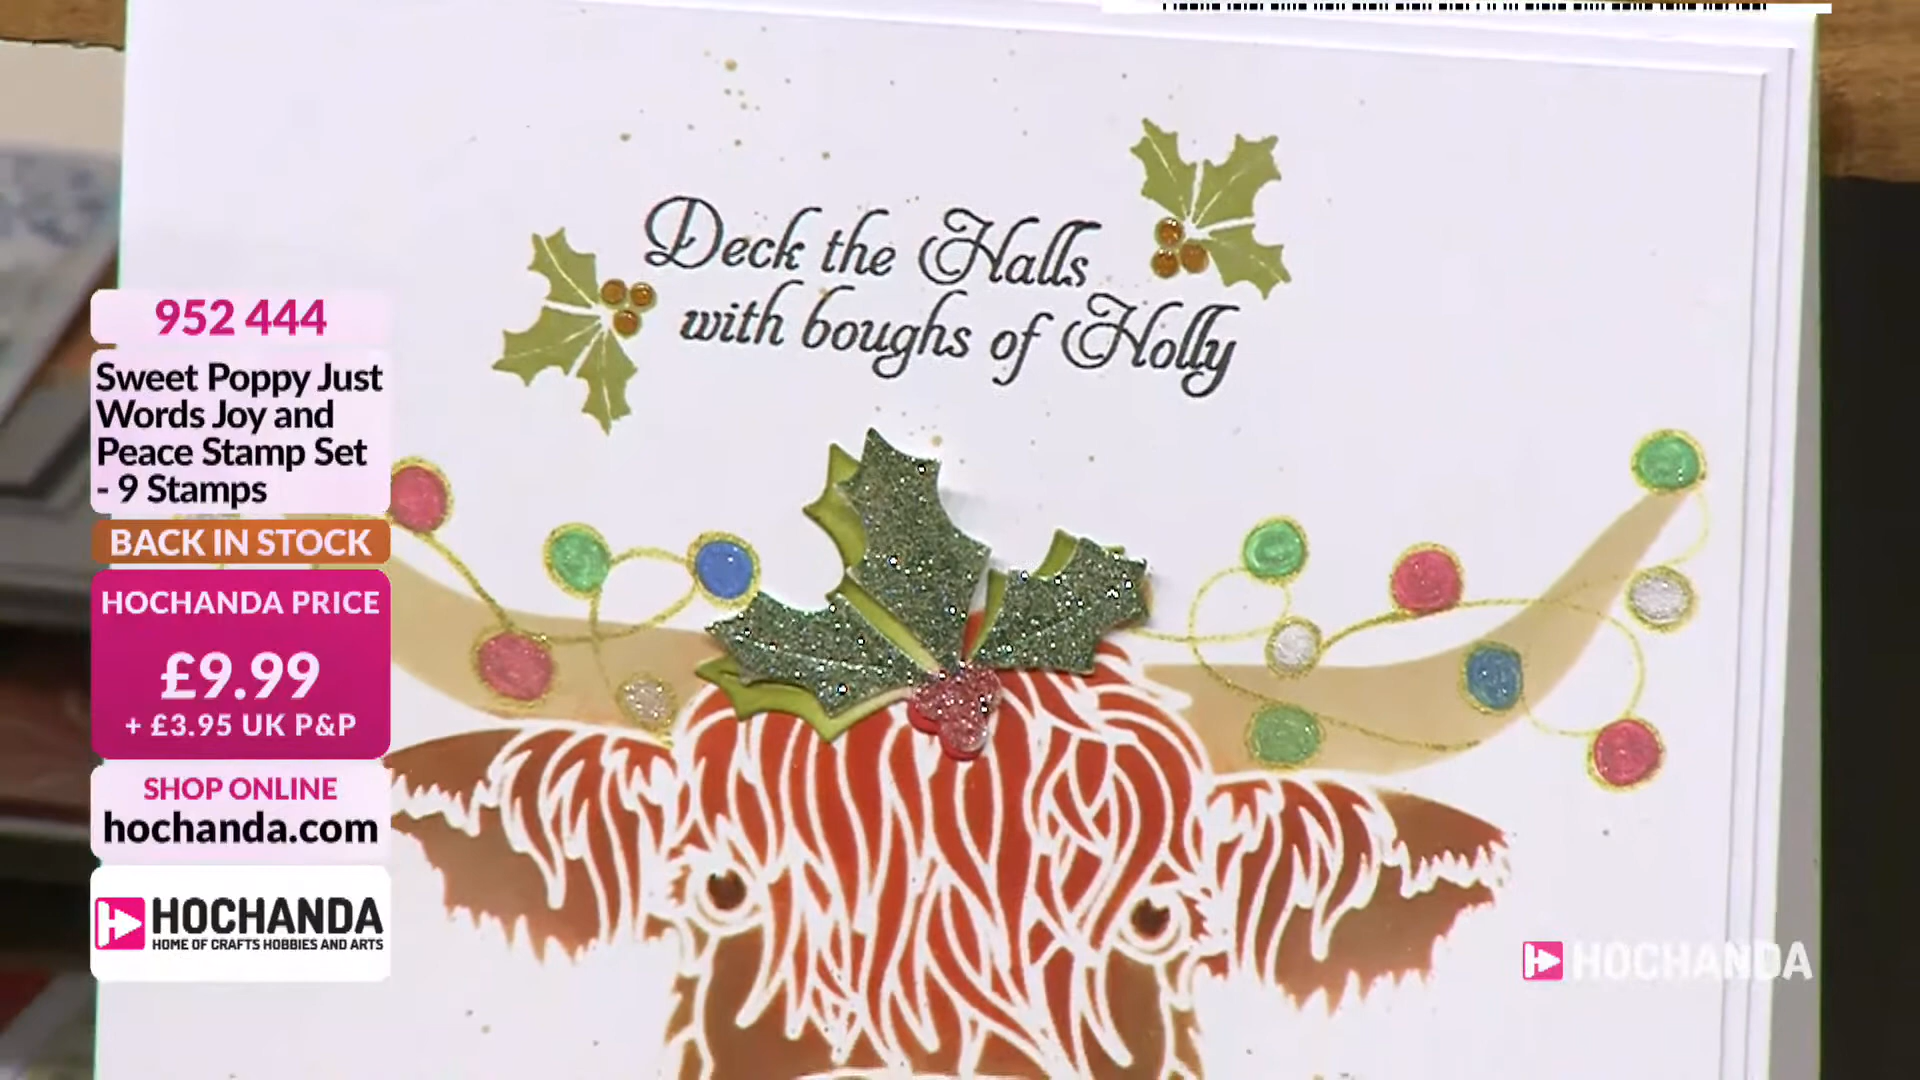 Deck the Halls
with boughs of Holly
952 444
Sweet Poppy Just
Words Joy and
Peace Stamp Set
- 9 Stamps
BACK IN STOCK
HOCHANDA PRICE
£9.99
+ £3.95 UK P&P
SHOP ONLINE
hochanda.com
HOCHANDA
HOME OF CRAFTS HOBBIES AND ARTS
HOCHANDA